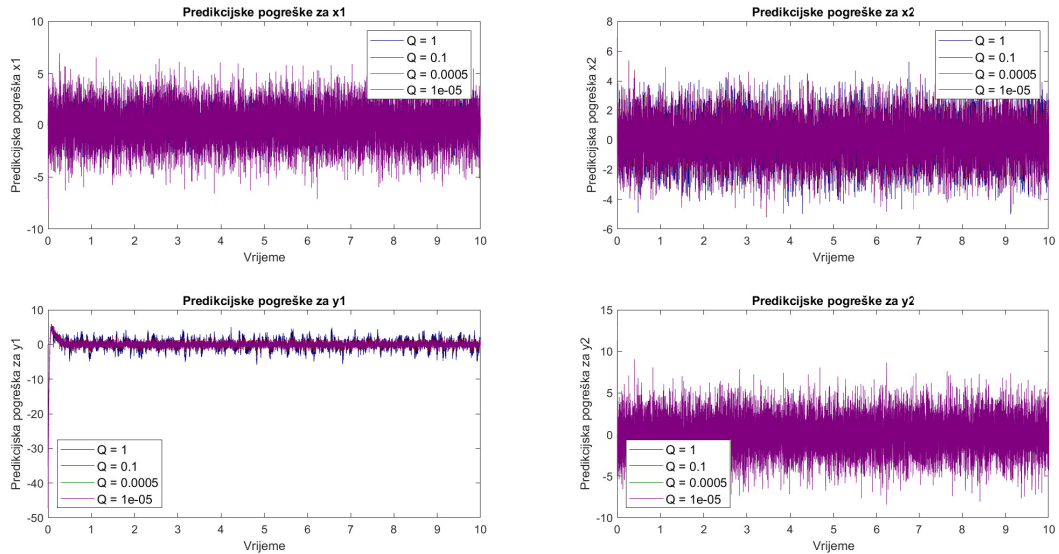 Predikcijske pogreške za x1
Predikcijska pogreška x1
10
5
0
-5
-10
Q = 1
Q = 0.1
Q = 0.0005
Q = 1e-05
0 1 2 3 4 5 6 7 8 9 10
Vrijeme
Predikcijske pogreške za x2
Predikcijska pogreška x2
8
6
4
2
0
-2
-4
-6
Q = 1
Q = 0.1
Q = 0.0005
Q = 1e-05
0 1 2 3 4 5 6 7 8 9 10
Vrijeme
Predikcijske pogreške za y1
Predikcijska pogreška za y1
10
0
-10
-20
-30
-40
-50
Q = 1
Q = 0.1
Q = 0.0005
Q = 1e-05
0 1 2 3 4 5 6 7 8 9 10
Vrijeme
Predikcijske pogreške za y2
Predikcijska pogreška za y2
15
10
5
0
-5
-10
Q = 1
Q = 0.1
Q = 0.0005
Q = 1e-05
0 1 2 3 4 5 6 7 8 9 10
Vrijeme